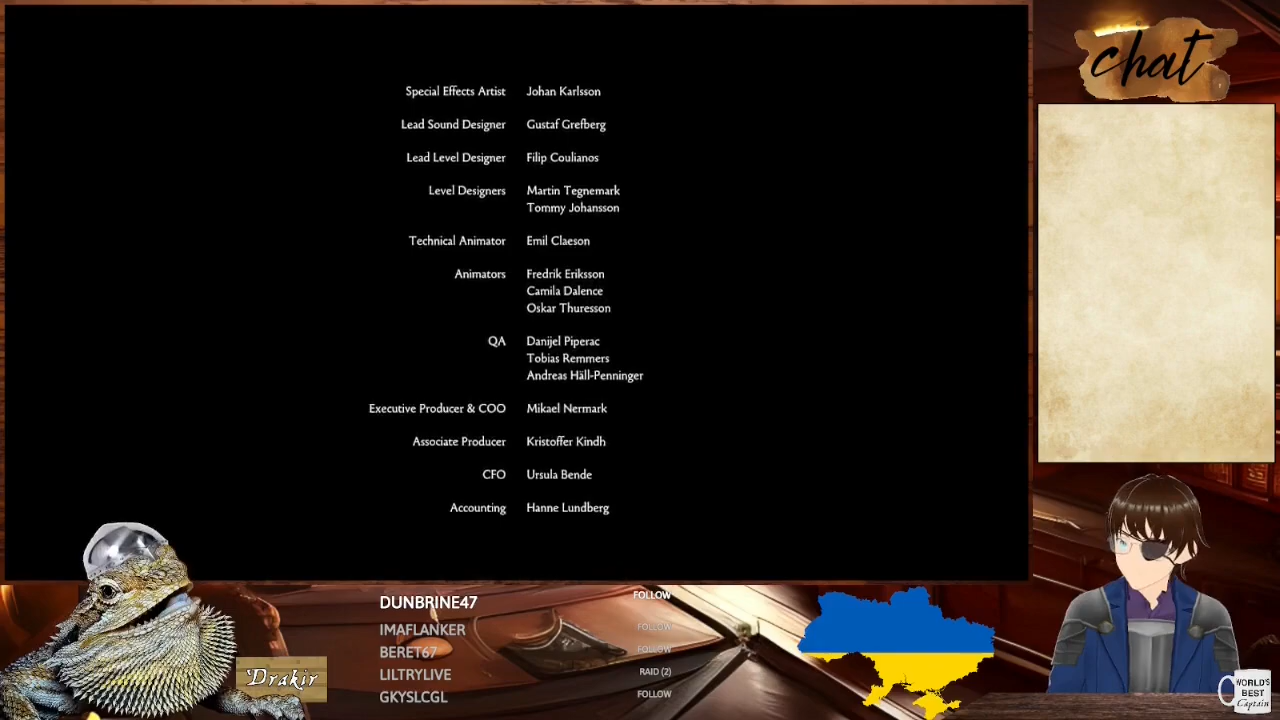 chat
Special Effects Artist Johan Karlsson
Lead Sound Designer Gustaf Grefberg
Lead Level Designer Filip Coulianos
Level Designers Martin Tegnemark
Tommy Johansson
Technical Animator Emil Claeson
Animators Fredrik Eriksson
Camila Dalence
Oskar Thuresson
QA Danijel Piperac
Tobias Remmers
Andreas Häll-Penninger
Executive Producer & COO Mikael Nermark
Associate Producer Kristoffer Kindh
CFO Ursula Bende
Accounting Hanne Lundberg
DUNBRINE47 FOLLOW
IMAFLANKER FOLLOW
BERET67 FOLLOW
LILTRYLIVE RAID (2)
GKYSLCGL FOLLOW
Drakir
WORLD'S
BEST
Captain